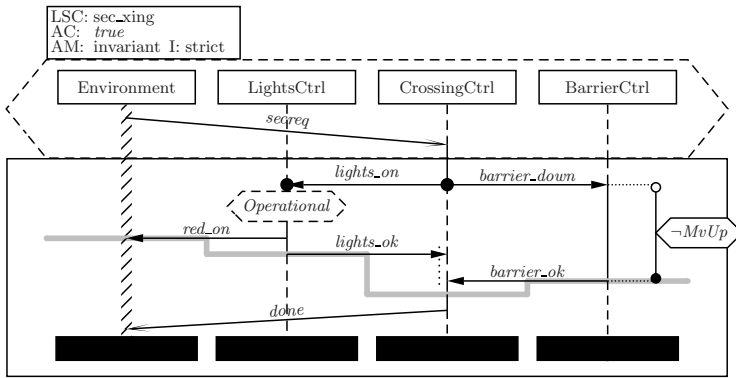 LSC: sec_xing
AC: true
AM: invariant I: strict
Environment LightsCtrl CrossingCtrl BarrierCtrl
secreq
lights_on barrier_down
Operational
red_on
¬MvUp
lights_ok
barrier_ok
done